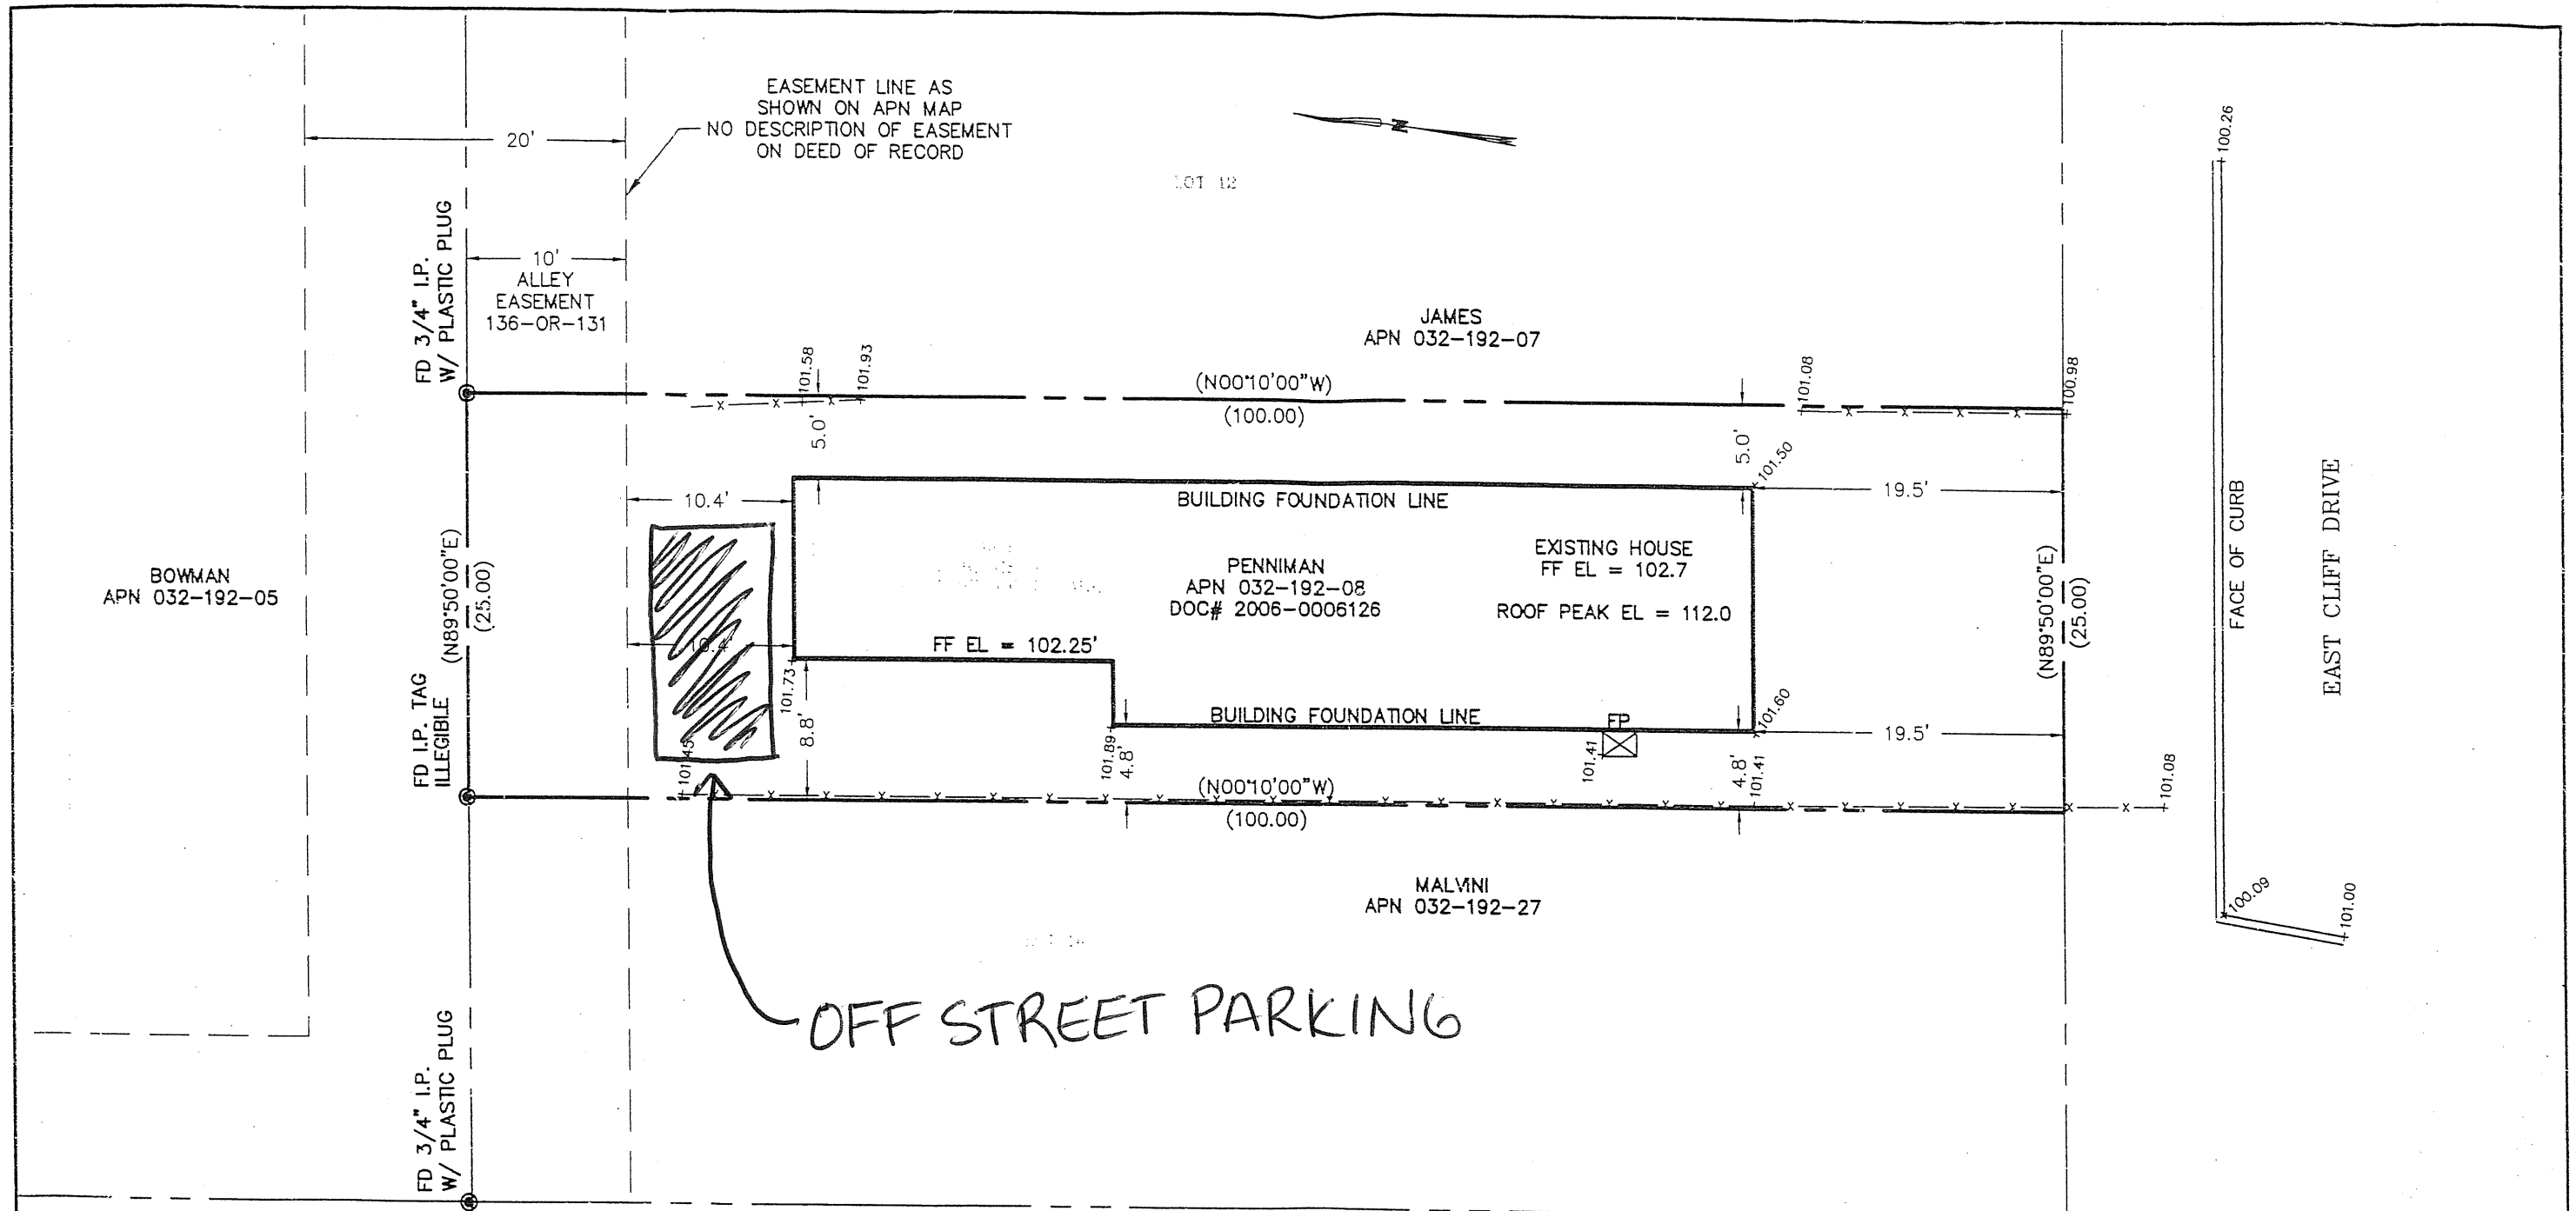 EASEMENT LINE AS
SHOWN ON APN MAP
NO DESCRIPTION OF EASEMENT
ON DEED OF RECORD
20'
N
LOT 12
100.26
FD 3/4" I.P.
W/ PLASTIC PLUG
10'
ALLEY
EASEMENT
136-OR-131
JAMES
APN 032-192-07
101.58
101.93
(N00°10'00"W)
(100.00)
101.08
100.98
5.0'
5.0'
101.50
10.4'
BUILDING FOUNDATION LINE
19.5'
BOWMAN
APN 032-192-05
(N89°50'00"E)
(25.00)
PENNIMAN
APN 032-192-08
DOC# 2006-0006126
EXISTING HOUSE
FF EL = 102.7
ROOF PEAK EL = 112.0
(N89°50'00"E)
(25.00)
FACE OF CURB
EAST CLIFF DRIVE
10.4'
FF EL = 102.25'
101.73
8.8'
FD I.P. TAG
ILLEGIBLE
101.45
BUILDING FOUNDATION LINE
FP
101.60
19.5'
101.89
4.8'
101.41
4.8'
101.41
(N00°10'00"W)
(100.00)
101.08
MALVINI
APN 032-192-27
100.09
101.00
OFF STREET PARKING
FD 3/4" I.P.
W/ PLASTIC PLUG